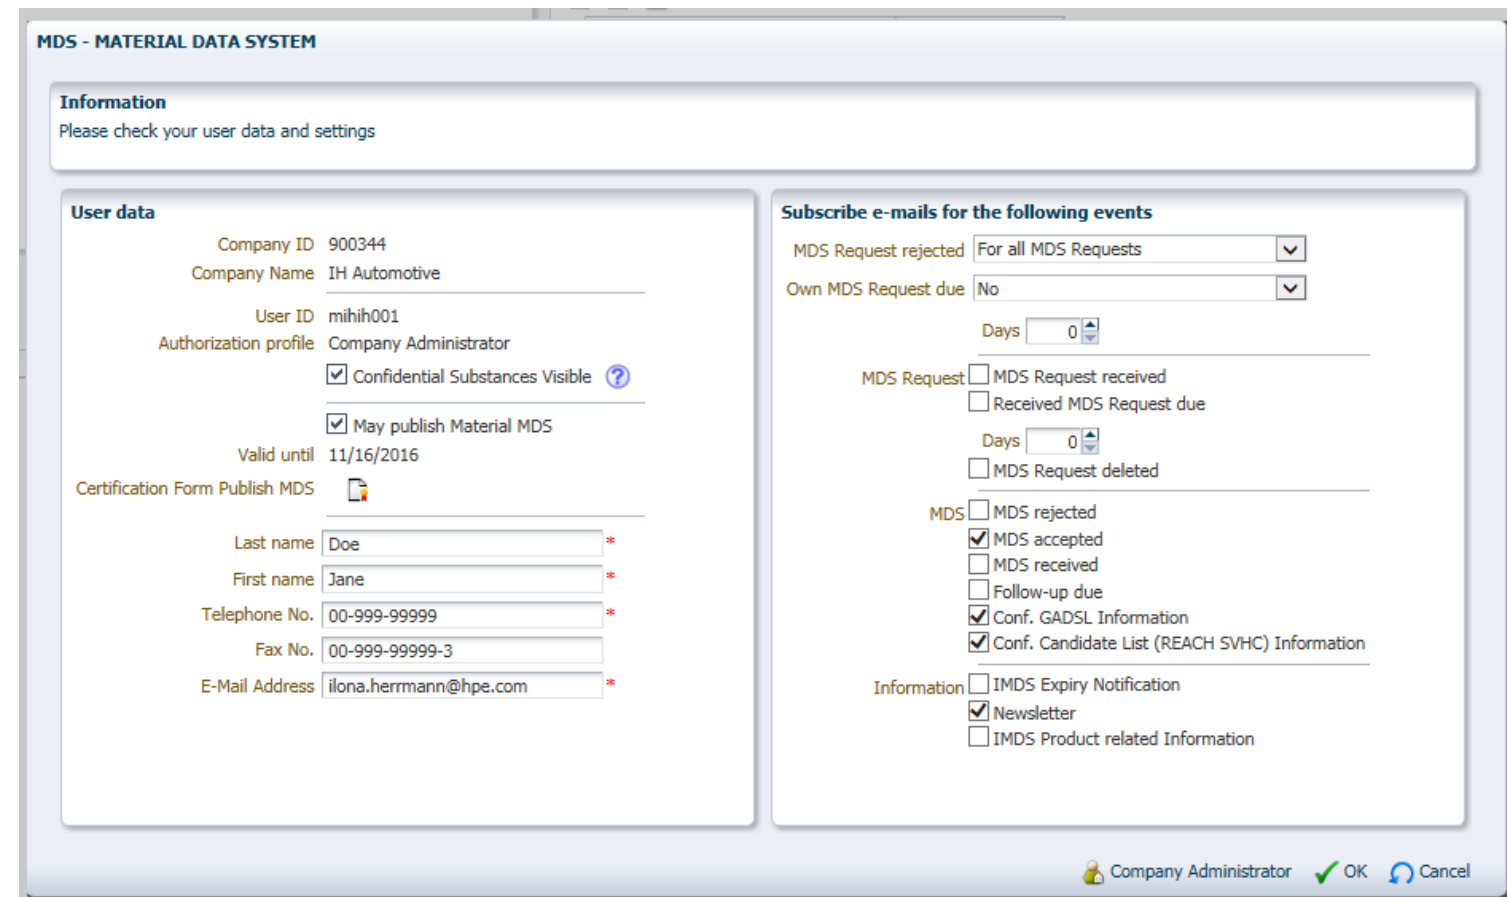 MDS - MATERIAL DATA SYSTEM
Information
Please check your user data and settings
User data
Company ID 900344
Company Name IH Automotive
User ID mihih001
Authorization profile Company Administrator
Confidential Substances Visible ?
May publish Material MDS
Valid until 11/16/2016
Certification Form Publish MDS
Last name Doe *
First name Jane *
Telephone No. 00-999-99999 *
Fax No. 00-999-99999-3
E-Mail Address ilona.herrmann@hpe.com *
Subscribe e-mails for the following events
MDS Request rejected For all MDS Requests
Own MDS Request due No
Days 0
MDS Request MDS Request received
Received MDS Request due
Days 0
MDS Request deleted
MDS MDS rejected
MDS accepted
MDS received
Follow-up due
Conf. GADSL Information
Conf. Candidate List (REACH SVHC) Information
Information IMDS Expiry Notification
Newsletter
IMDS Product related Information
Company Administrator OK Cancel